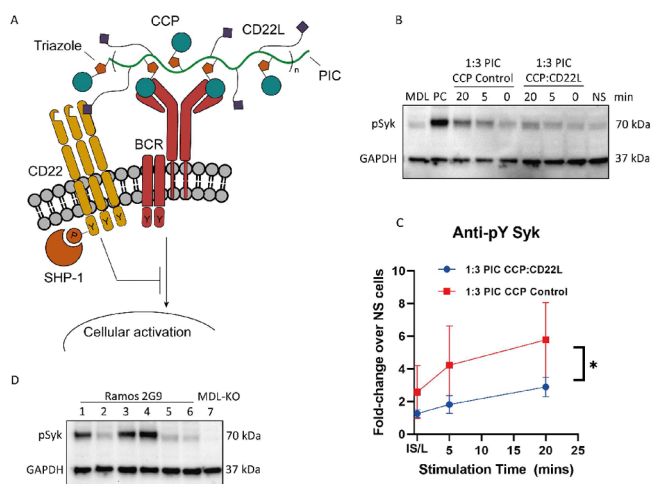 A
CCP
CD22L
Triazole
n
PIC
CD22
BCR
Y Y Y
Y Y
P
SHP-1
Cellular activation
B
1:3 PIC
CCP Control
1:3 PIC
CCP:CD22L
MDL PC 20 5 0 20 5 0 NS min
pSyk 70 kDa
GAPDH 37 kDa
C
Anti-pY Syk
1:3 PIC CCP:CD22L
1:3 PIC CCP Control
Fold-change over NS cells
10
8
6
4
2
0
*
IS/L 5 10 15 20 25
Stimulation Time (mins)
D
Ramos 2G9 MDL-KO
1 2 3 4 5 6 7
pSyk 70 kDa
GAPDH 37 kDa